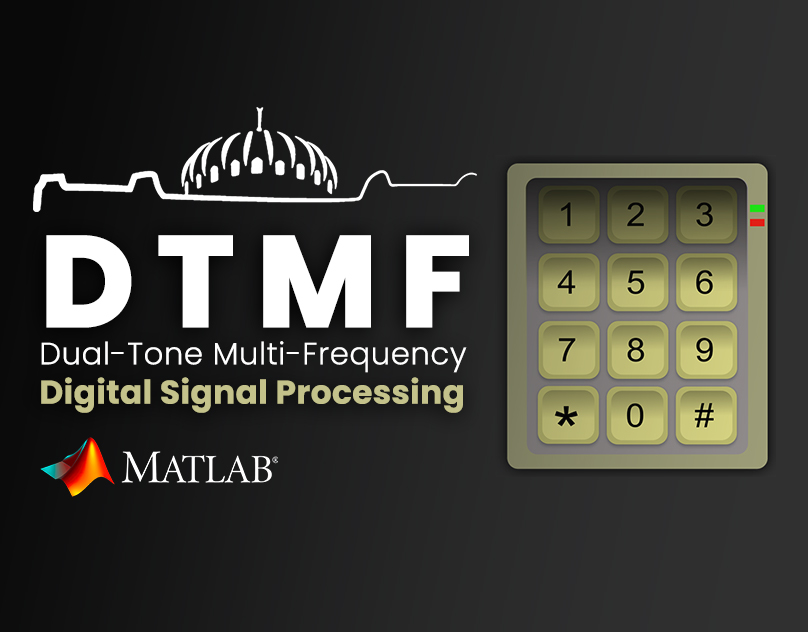 DTMF
Dual-Tone Multi-Frequency
Digital Signal Processing
MATLAB®
1 2 3
4 5 6
7 8 9
* 0 #